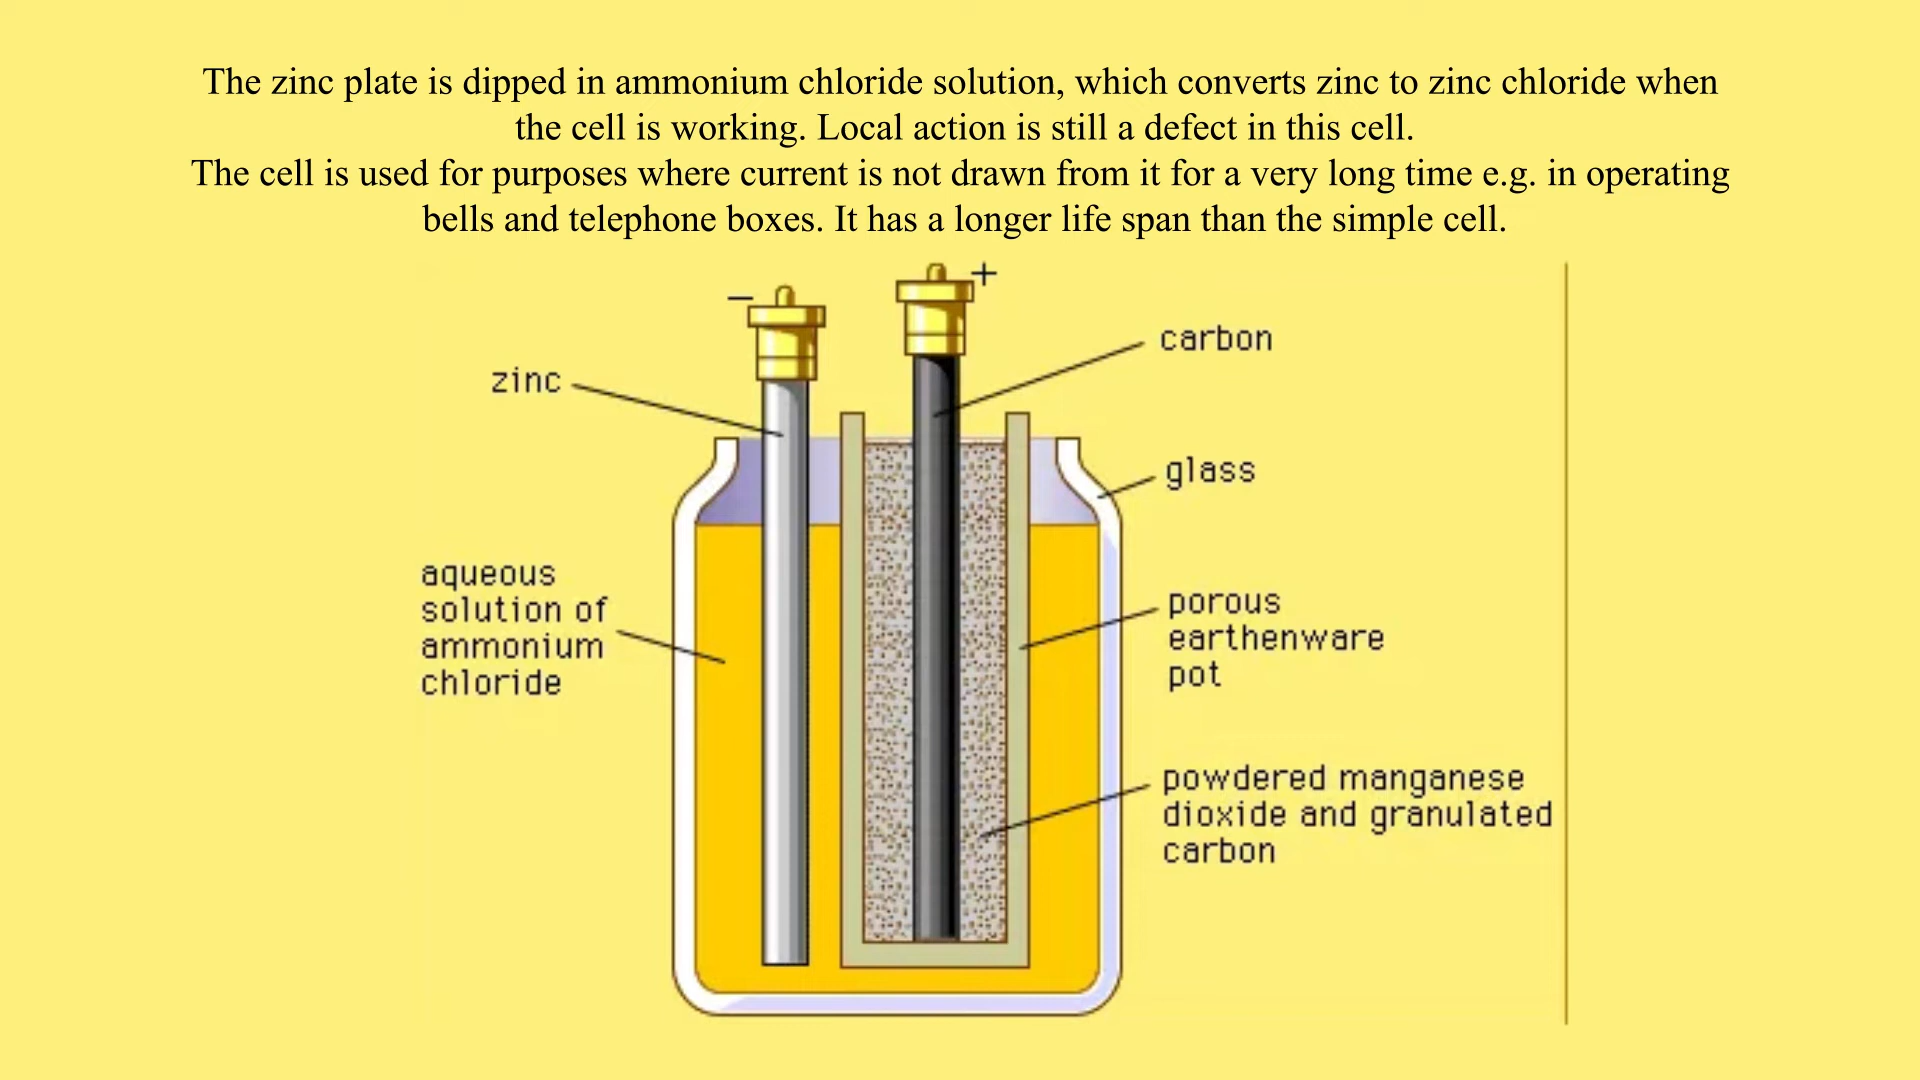 The zinc plate is dipped in ammonium chloride solution, which converts zinc to zinc chloride when
the cell is working. Local action is still a defect in this cell.
The cell is used for purposes where current is not drawn from it for a very long time e.g. in operating
bells and telephone boxes. It has a longer life span than the simple cell.
−
+
zinc
carbon
glass
aqueous
solution of
ammonium
chloride
porous
earthenware
pot
powdered manganese
dioxide and granulated
carbon